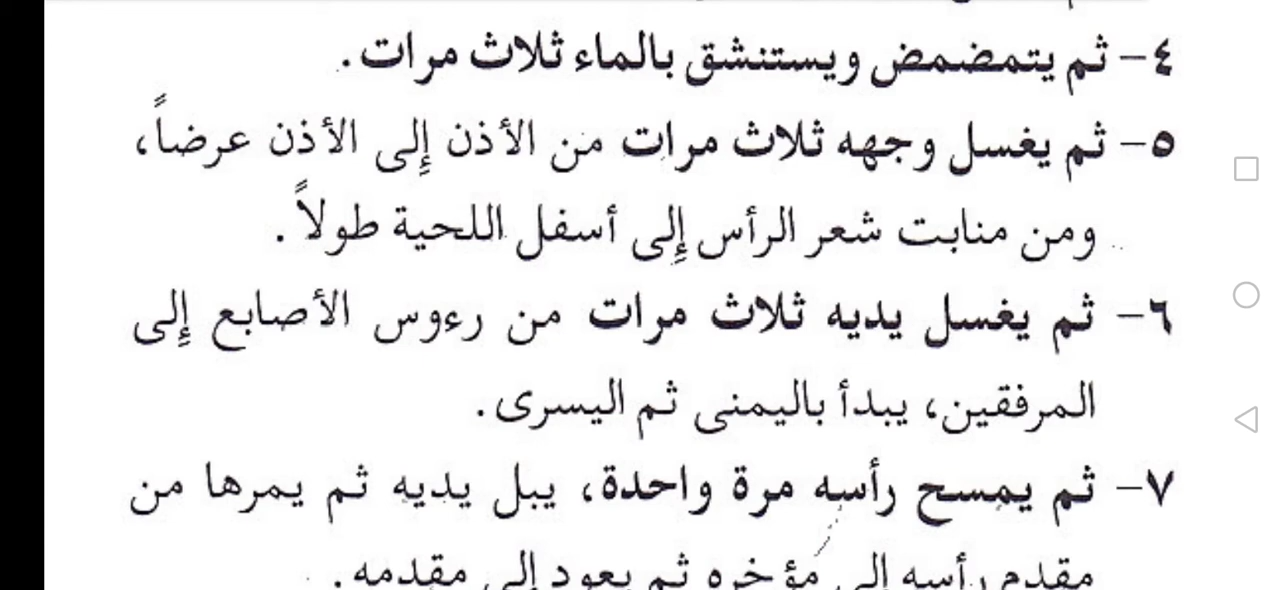 ٤- ثم يتمضمض ويستنشق بالماء ثلاث مرات.
٥- ثم يغسل وجهه ثلاث مرات من الأذن إِلى الأذن عرضاً،
ومن منابت شعر الرأس إِلى أسفل اللحية طولاً.
٦- ثم يغسل يديه ثلاث مرات من رءوس الأصابع إِلى
المرفقين، يبدأ باليمنى ثم اليسرى.
٧- ثم يمسح رأسه مرة واحدة، يبل يديه ثم يمرها من
مقدم رأسه إلى مؤخره ثم يعود إلى مقدمه.